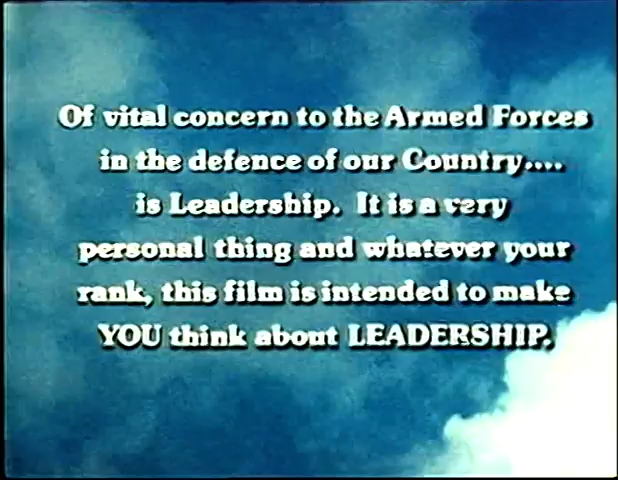 Of vital concern to the Armed Forces
in the defence of our Country....
is Leadership. It is a very
personal thing and whatever your
rank, this film is intended to make
YOU think about LEADERSHIP.